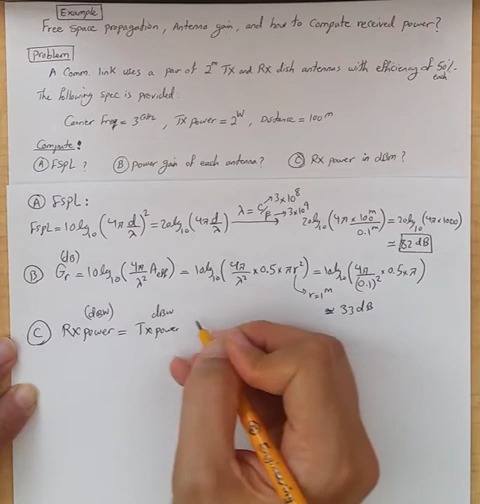 Example
Free Space propagation, Antenna gain, and how to Compute received power?
Problem
A Comm. link uses a pair of 2m Tx and Rx dish antennas with efficiency of 50% each
The following spec is provided.
Carrier Freq = 3GHz, Tx power = 2W, Distance = 100m
Compute:
(A) FSPL? (B) power gain of each antenna? (C) Rx power in dBm?
(A) FSPL:
FSPL = 10log10(4π d/λ)² = 20log10(4π d/λ) λ = c/f → 3×10⁸ → 3×10⁹ 20log10(4π × 100m / 0.1m) = 20log10(4π × 1000)
≈ 82 dB
(B) Gr (dB) = 10log10(4π/λ² Aeff) = 10log10(4π/λ² × 0.5 × πr²) = 10log10(4π/(0.1)² × 0.5 × π)
r=1m
≈ 33 dB
(C) Rx power (dBW) = Tx power dBW
Engineering